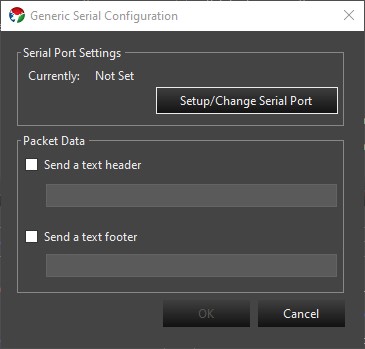 Generic Serial Configuration
Serial Port Settings
Currently: Not Set
Setup/Change Serial Port
Packet Data
Send a text header
Send a text footer
OK Cancel